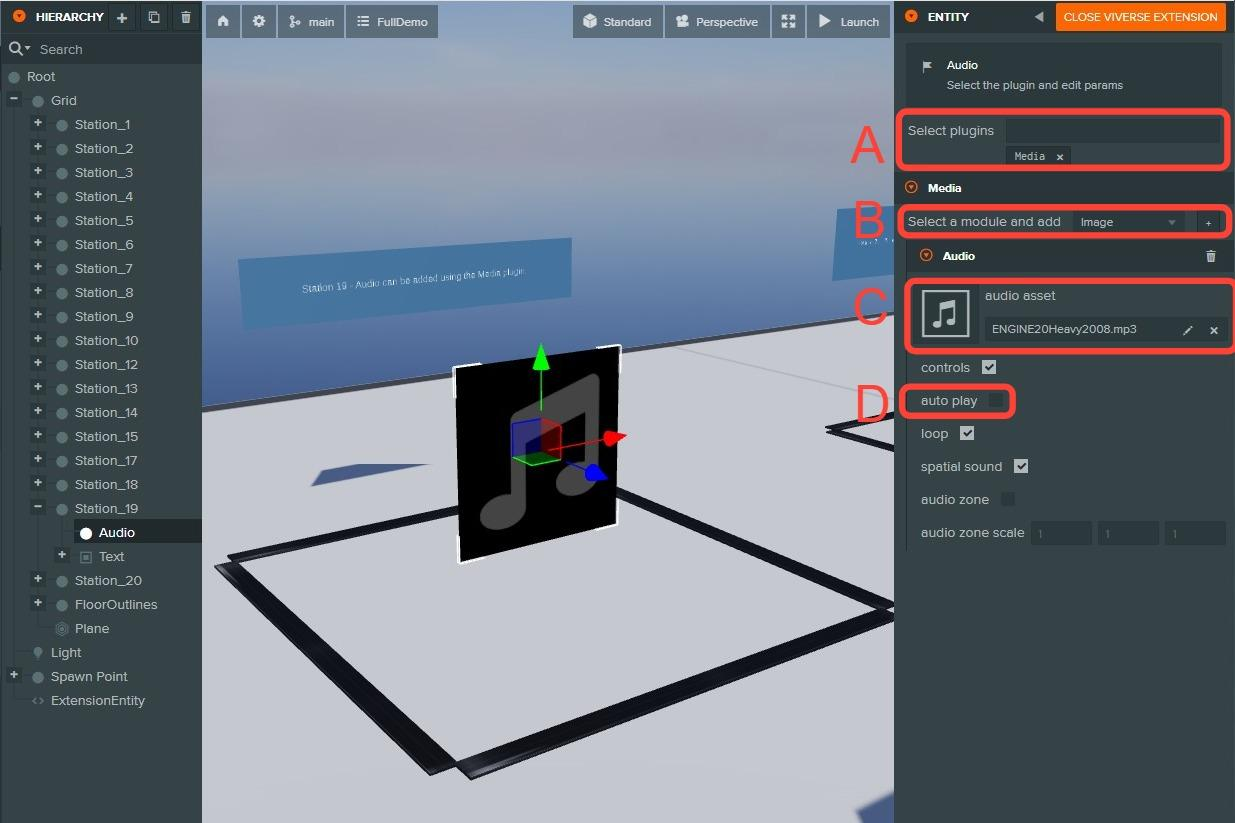 HIERARCHY
Search
Root
Grid
Station_1
Station_2
Station_3
Station_4
Station_5
Station_6
Station_7
Station_8
Station_9
Station_10
Station_12
Station_13
Station_14
Station_15
Station_17
Station_18
Station_19
Audio
Text
Station_20
FloorOutlines
Plane
Light
Spawn Point
ExtensionEntity
main
FullDemo
Standard
Perspective
Launch
Station 19 - Audio can be added using the Media plugin
A
B
C
D
ENTITY
CLOSE VIVERSE EXTENSION
Audio
Select the plugin and edit params
Select plugins
Media ×
Media
Select a module and add Image +
Audio
audio asset
ENGINE20Heavy2008.mp3
controls
auto play
loop
spatial sound
audio zone
audio zone scale 1 1 1